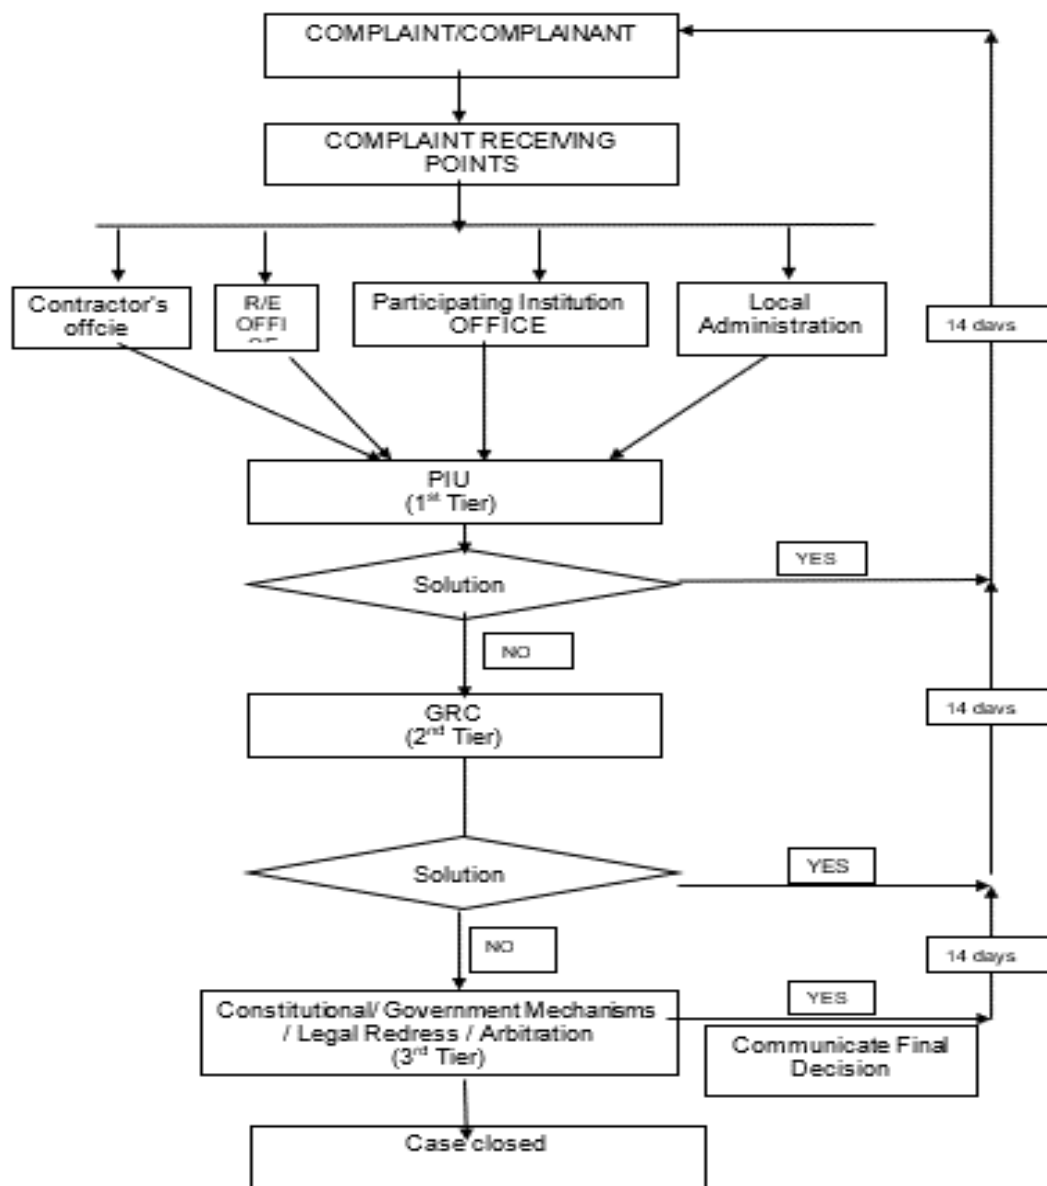 COMPLAINT/COMPLAINANT
COMPLAINT RECEIVING
POINTS
Contractor's
offcie
R/E
OFFI
Participating Institution
OFFICE
Local
Administration
14 days
PIU
(1st Tier)
YES
Solution
NO
GRC
(2nd Tier)
14 days
YES
Solution
NO
14 days
Constitutional/ Government Mechanisms
/ Legal Redress / Arbitration
(3rd Tier)
YES
Communicate Final
Decision
Case closed